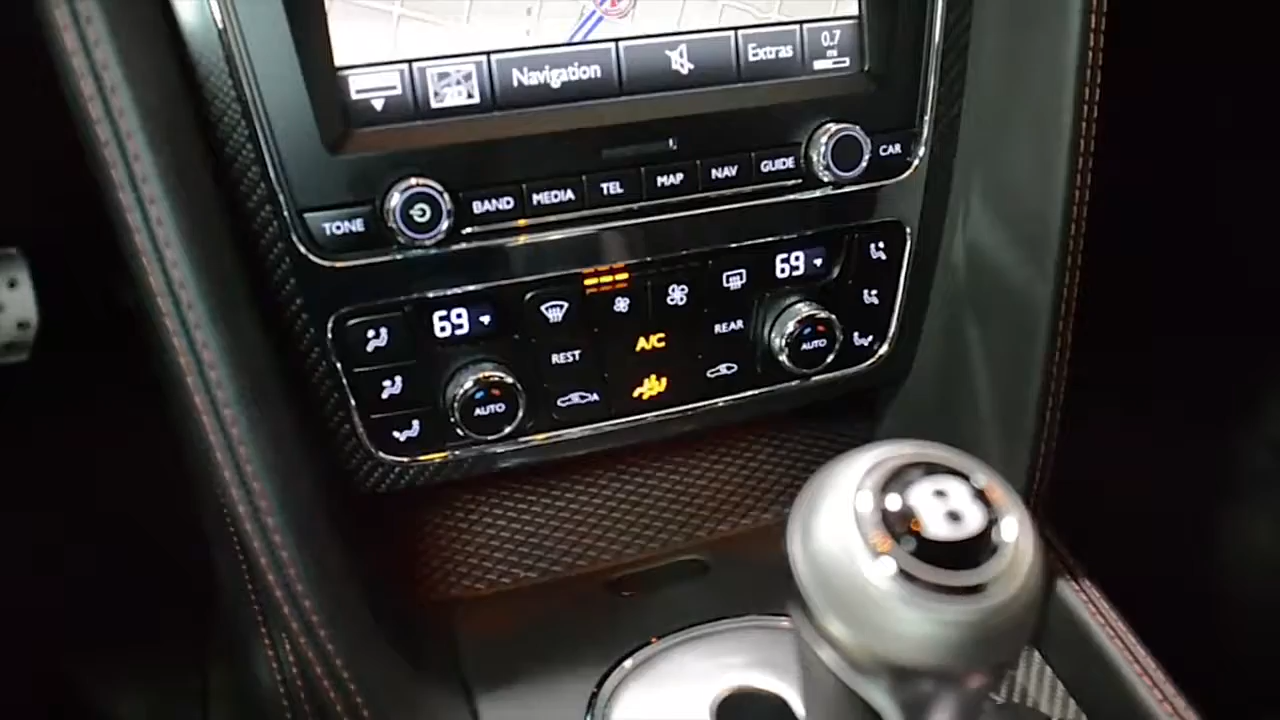 2D
Navigation
Extras
0.7
mi
TONE
BAND
MEDIA
TEL
MAP
NAV
GUIDE
CAR
69 °F
69 °F
REST
A/C
REAR
AUTO
A
AUTO
B